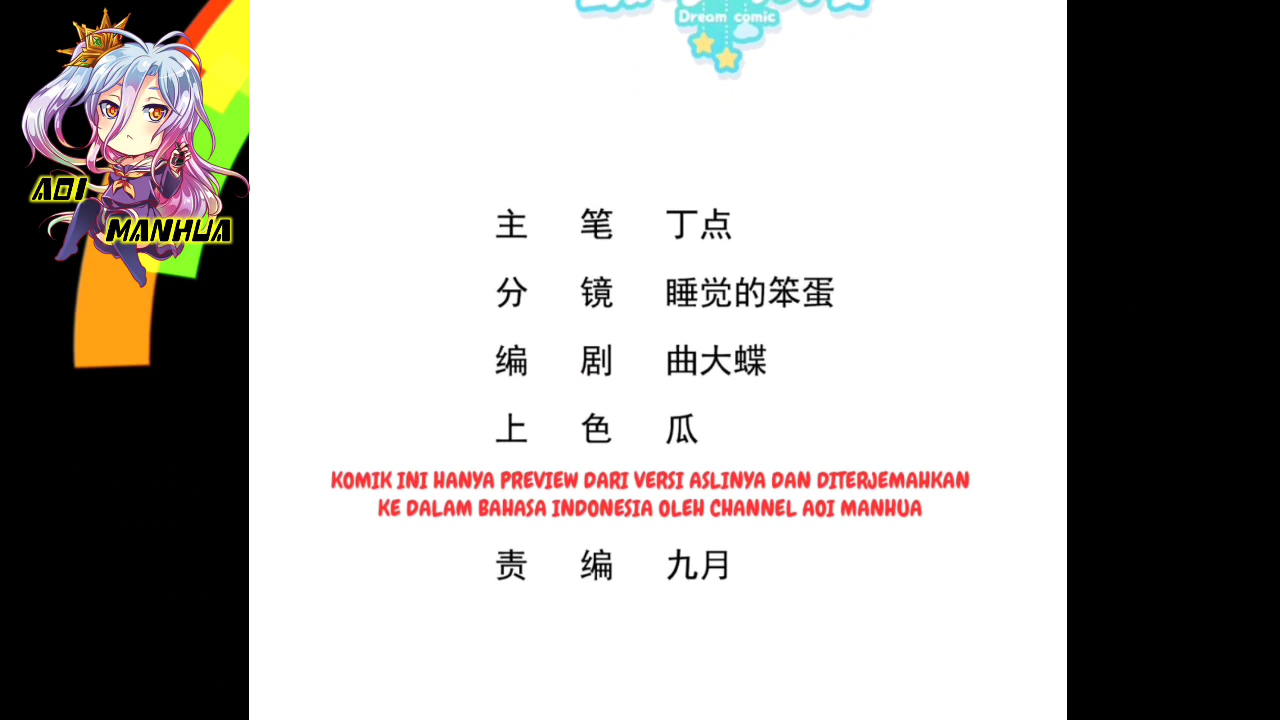 Dream comic
AOI
MANHUA
主 笔 丁点
分 镜 睡觉的笨蛋
编 剧 曲大蝶
上 色 瓜
KOMIK INI HANYA PREVIEW DARI VERSI ASLINYA DAN DITERJEMAHKAN
KE DALAM BAHASA INDONESIA OLEH CHANNEL AOI MANHUA
责 编 九月